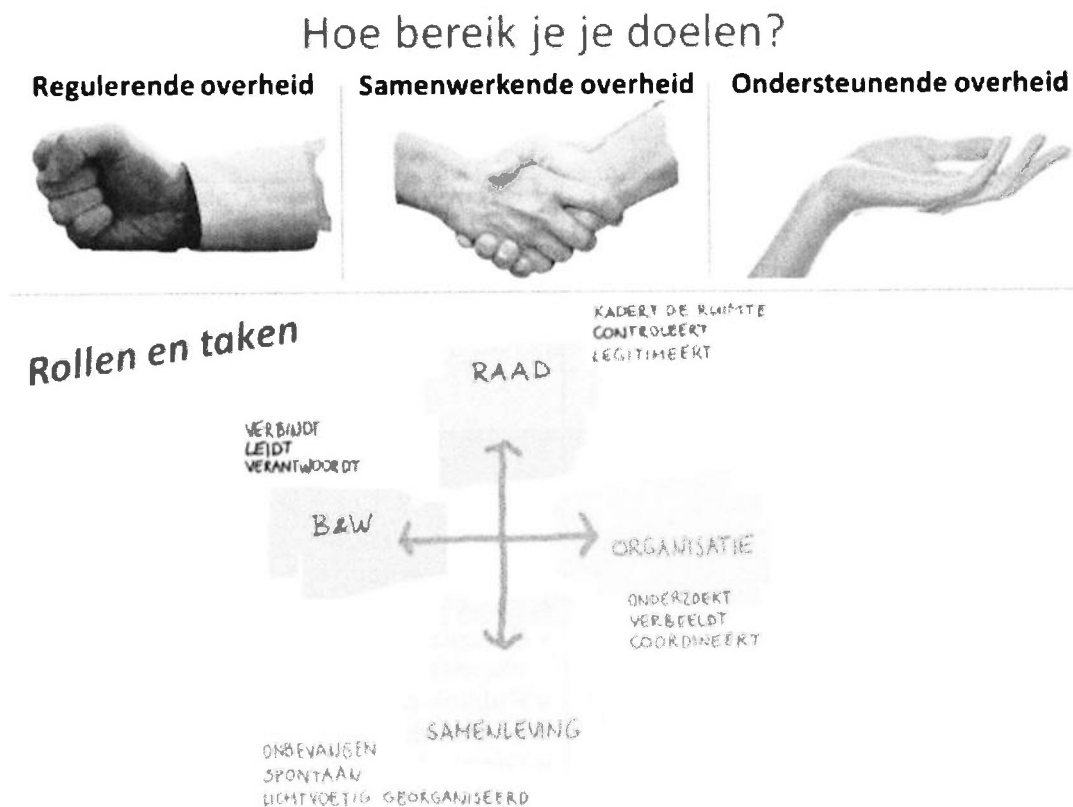 Hoe bereik je je doelen?
Regulerende overheid
Samenwerkende overheid
Ondersteunende overheid
Rollen en taken
KADERT DE RUIMTE
CONTROLEERT
LEGITIMEERT
RAAD
VERBINDT
LEIDT
VERANTWOORDT
B&W
ORGANISATIE
ONDERZOEKT
VERBEELDT
COORDINEERT
SAMENLEVING
ONBEVANGEN
SPONTAAN
LICHTVOETIG GEORGANISEERD